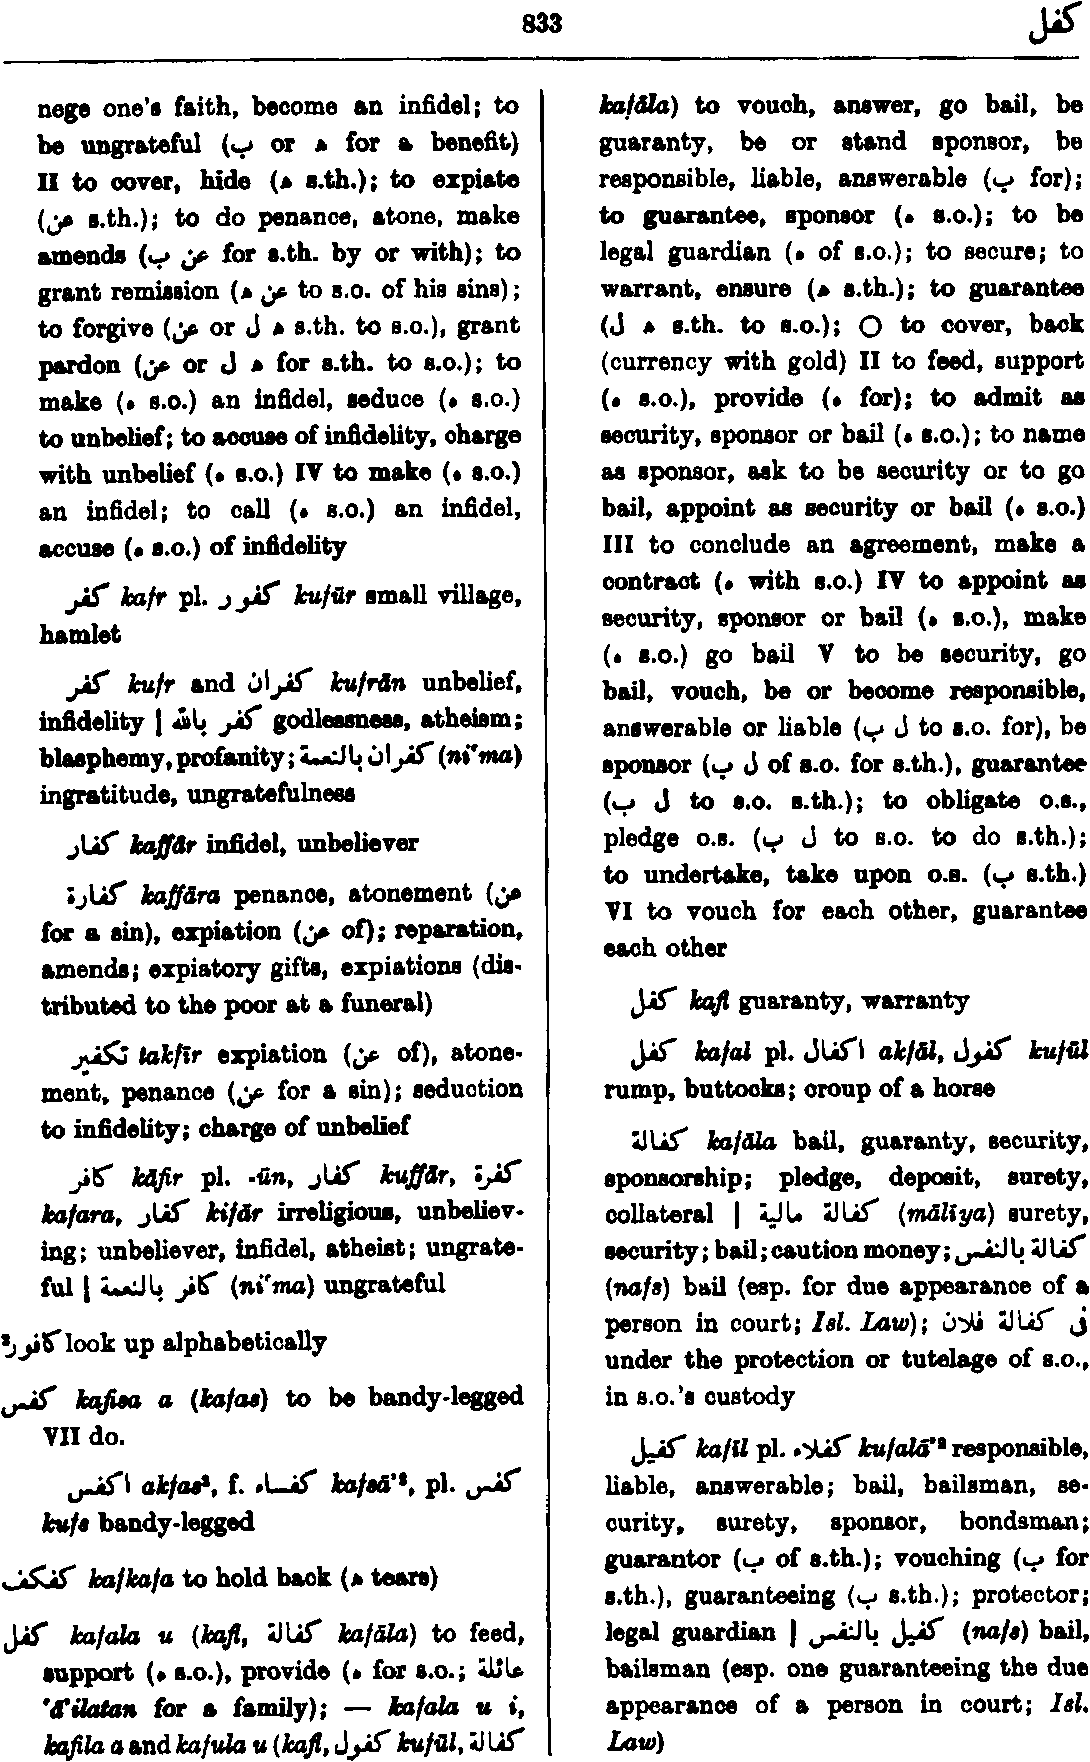 833
كفل
nege one's faith, become an infidel; to
be ungrateful (ب or ه for a benefit)
II to cover, hide (ه s.th.); to expiate
(عن s.th.); to do penance, atone, make
amends (عن ب for s.th. by or with); to
grant remission (ه عن to s.o. of his sins);
to forgive (عن or ل ه s.th. to s.o.), grant
pardon (عن or ل ه for s.th. to s.o.); to
make (ه s.o.) an infidel, seduce (ه s.o.)
to unbelief; to accuse of infidelity, charge
with unbelief (ه s.o.) IV to make (ه s.o.)
an infidel; to call (ه s.o.) an infidel,
accuse (ه s.o.) of infidelity
كفر kafr pl. كفور kufūr small village,
hamlet
كفر kufr and كفران kufrān unbelief,
infidelity | كفر بالله godlessness, atheism;
blasphemy, profanity; كفران بالنعمة (ni‘ma)
ingratitude, ungratefulness
كفار kaffār infidel, unbeliever
كفارة kaffāra penance, atonement (عن
for a sin), expiation (عن of); reparation,
amends; expiatory gifts, expiations (dis-
tributed to the poor at a funeral)
تكفير takfīr expiation (عن of), atone-
ment, penance (عن for a sin); seduction
to infidelity; charge of unbelief
كافر kāfir pl. -ūn, كفار kuffār, كفرة
kafara, كفار kifār irreligious, unbeliev-
ing; unbeliever, infidel, atheist; ungrate-
ful | كافر بالنعمة (ni‘ma) ungrateful
كافور² look up alphabetically
كفس kafisa a (kafas) to be bandy-legged
VII do.
اكفس akfas², f. كفساء kafsā’², pl. كفس
kufs bandy-legged
كفكف kafkafa to hold back (ه tears)
كفل kafala u (kafl, كفالة kafāla) to feed,
support (ه s.o.), provide (ه for s.o.; عائلة
‘ā’ilatan for a family); — kafala u i,
kafila a and kafula u (kafl, كفول kufūl, كفالة
kafāla) to vouch, answer, go bail, be
guaranty, be or stand sponsor, be
responsible, liable, answerable (ب for);
to guarantee, sponsor (ه s.o.); to be
legal guardian (ه of s.o.); to secure; to
warrant, ensure (ه s.th.); to guarantee
(ل ه s.th. to s.o.); ○ to cover, back
(currency with gold) II to feed, support
(ه s.o.), provide (ه for); to admit as
security, sponsor or bail (ه s.o.); to name
as sponsor, ask to be security or to go
bail, appoint as security or bail (ه s.o.)
III to conclude an agreement, make a
contract (ه with s.o.) IV to appoint as
security, sponsor or bail (ه s.o.), make
(ه s.o.) go bail V to be security, go
bail, vouch, be or become responsible,
answerable or liable (ل ب to s.o. for), be
sponsor (ل ب of s.o. for s.th.), guarantee
(ل ب to s.o. s.th.); to obligate o.s.,
pledge o.s. (ل ب to s.o. to do s.th.);
to undertake, take upon o.s. (ب s.th.)
VI to vouch for each other, guarantee
each other
كفل kafl guaranty, warranty
كفل kafal pl. اكفال akfāl, كفول kufūl
rump, buttocks; croup of a horse
كفالة kafāla bail, guaranty, security,
sponsorship; pledge, deposit, surety,
collateral | كفالة مالية (mālīya) surety,
security; bail; caution money; كفالة بالنفس
(nafs) bail (esp. for due appearance of a
person in court; Isl. Law); فى كفالة فلان
under the protection or tutelage of s.o.,
in s.o.'s custody
كفيل kafīl pl. كفلاء kufalā’² responsible,
liable, answerable; bail, bailsman, se-
curity, surety, sponsor, bondsman;
guarantor (ب of s.th.); vouching (ب for
s.th.), guaranteeing (ب s.th.); protector;
legal guardian | كفيل بالنفس (nafs) bail,
bailsman (esp. one guaranteeing the due
appearance of a person in court; Isl.
Law)